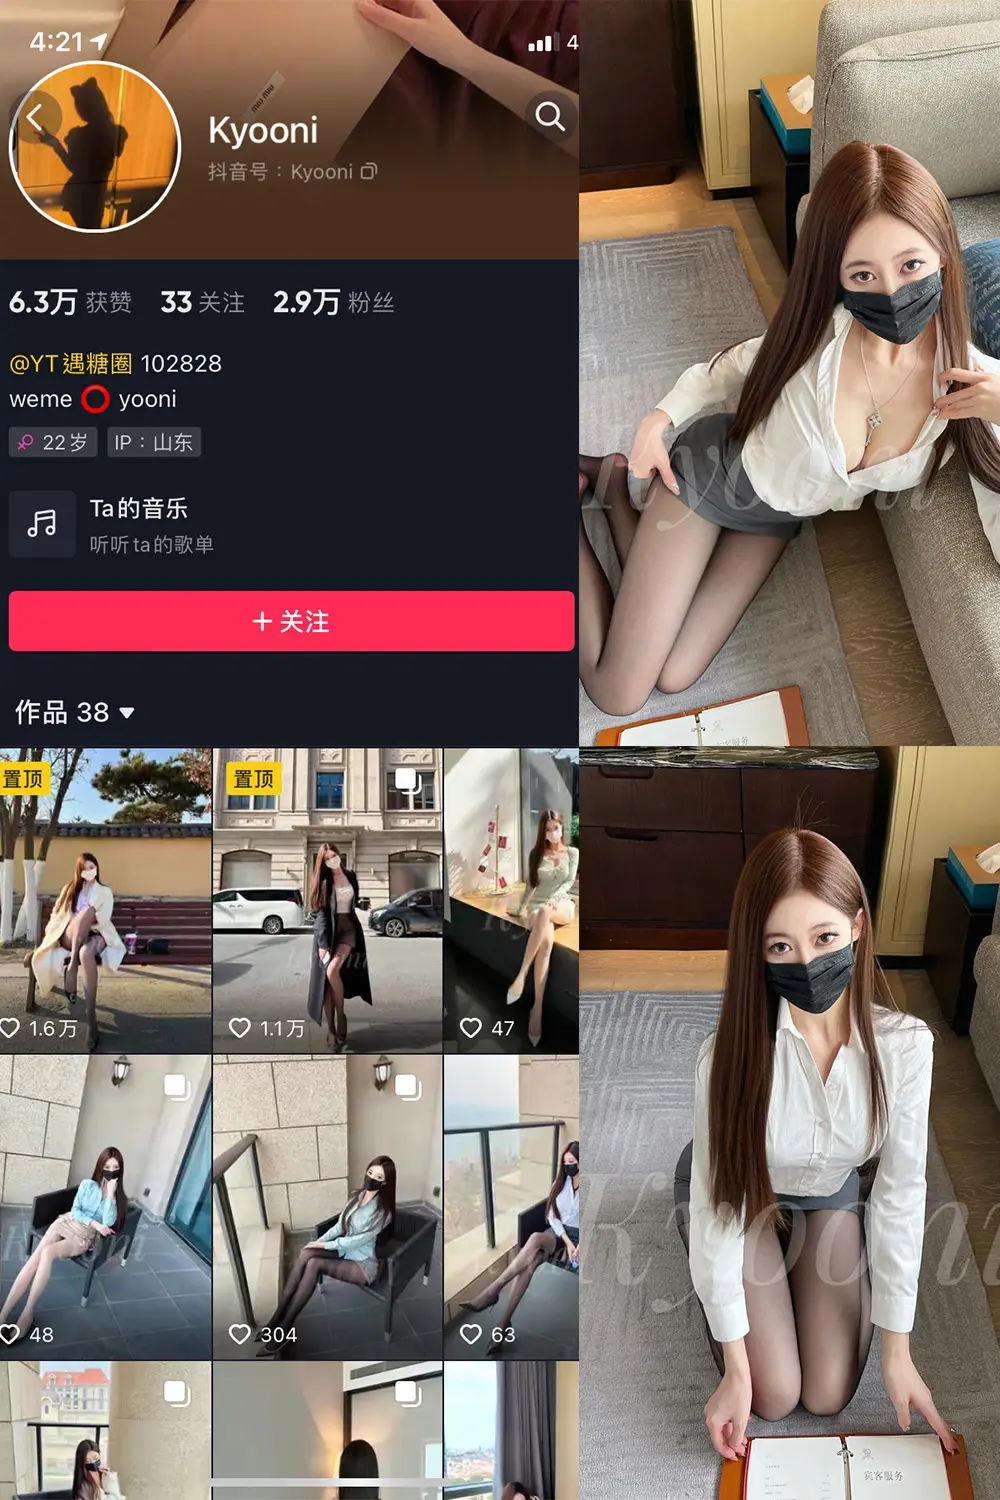 4:21
4
miu miu
Kyooni
抖音号：Kyooni
6.3万 获赞 33 关注 2.9万 粉丝
@YT遇糖圈 102828
weme ⭕ yooni
22岁 IP：山东
Ta的音乐
听听ta的歌单
+ 关注
作品 38
置顶
置顶
1.6万
1.1万
47
48
304
63
Kyooni
Kyooni
宾客服务